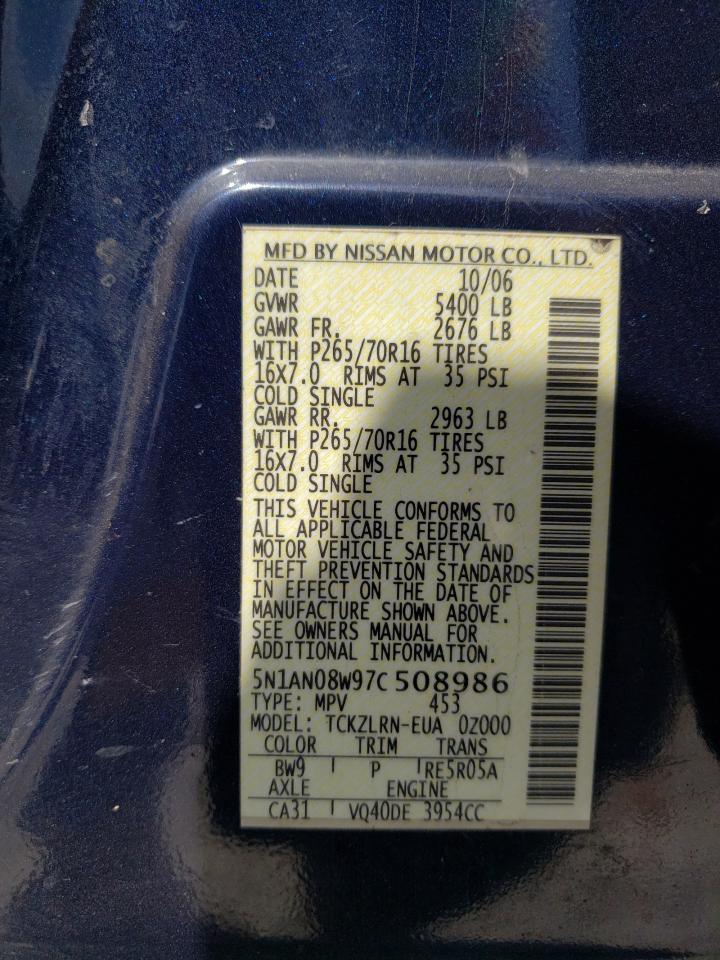 MFD BY NISSAN MOTOR CO., LTD.
DATE 10/06
GVWR 5400 LB
GAWR FR. 2676 LB
WITH P265/70R16 TIRES
16X7.0 RIMS AT 35 PSI
COLD SINGLE
GAWR RR. 2963 LB
WITH P265/70R16 TIRES
16X7.0 RIMS AT 35 PSI
COLD SINGLE
THIS VEHICLE CONFORMS TO
ALL APPLICABLE FEDERAL
MOTOR VEHICLE SAFETY AND
THEFT PREVENTION STANDARDS
IN EFFECT ON THE DATE OF
MANUFACTURE SHOWN ABOVE.
SEE OWNERS MANUAL FOR
ADDITIONAL INFORMATION.
5N1AN08W97C508986
TYPE: MPV 453
MODEL: TCKZLRN-EUA 0Z000
COLOR TRIM TRANS
BW9 P RE5R05A
AXLE ENGINE
CA31 VQ40DE 3954CC